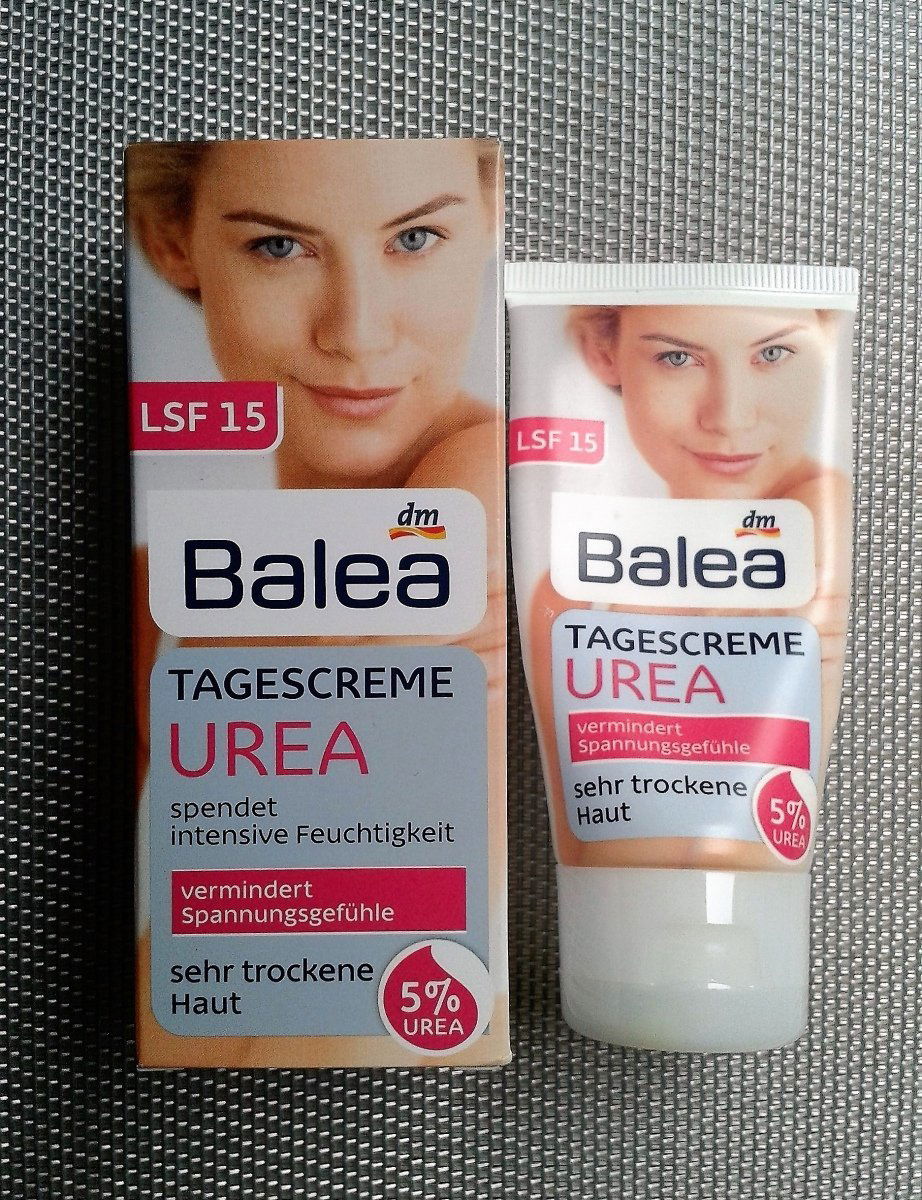 LSF 15
dm
Balea
TAGESCREME
UREA
spendet
intensive Feuchtigkeit
vermindert
Spannungsgefühle
sehr trockene
Haut
5%
UREA
LSF 15
dm
Balea
TAGESCREME
UREA
vermindert
Spannungsgefühle
sehr trockene
Haut
5%
UREA